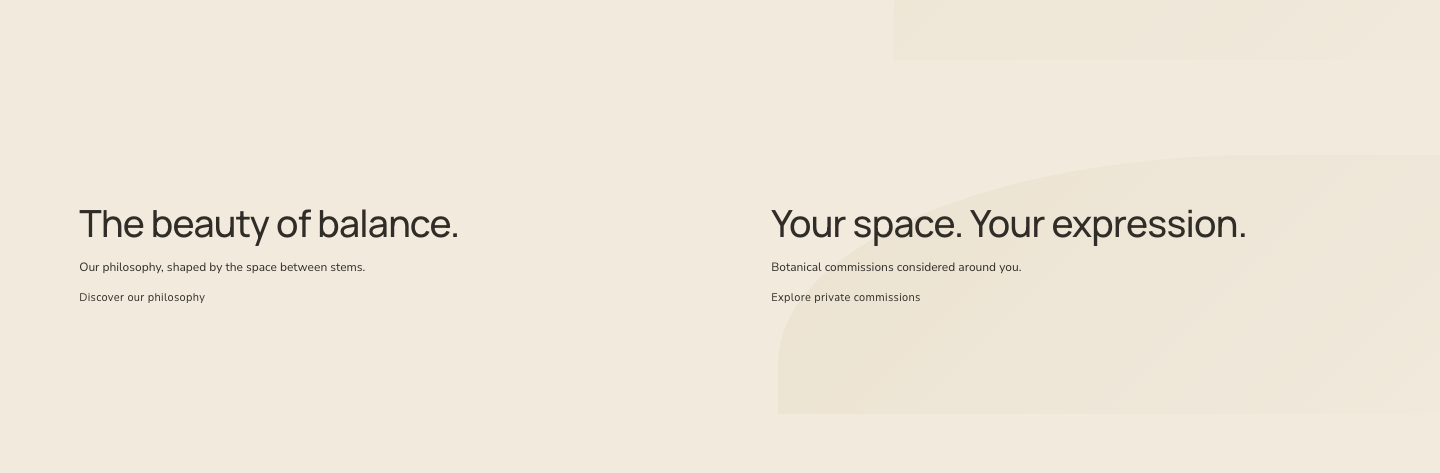 The beauty of balance.
Our philosophy, shaped by the space between stems.
Discover our philosophy
Your space. Your expression.
Botanical commissions considered around you.
Explore private commissions